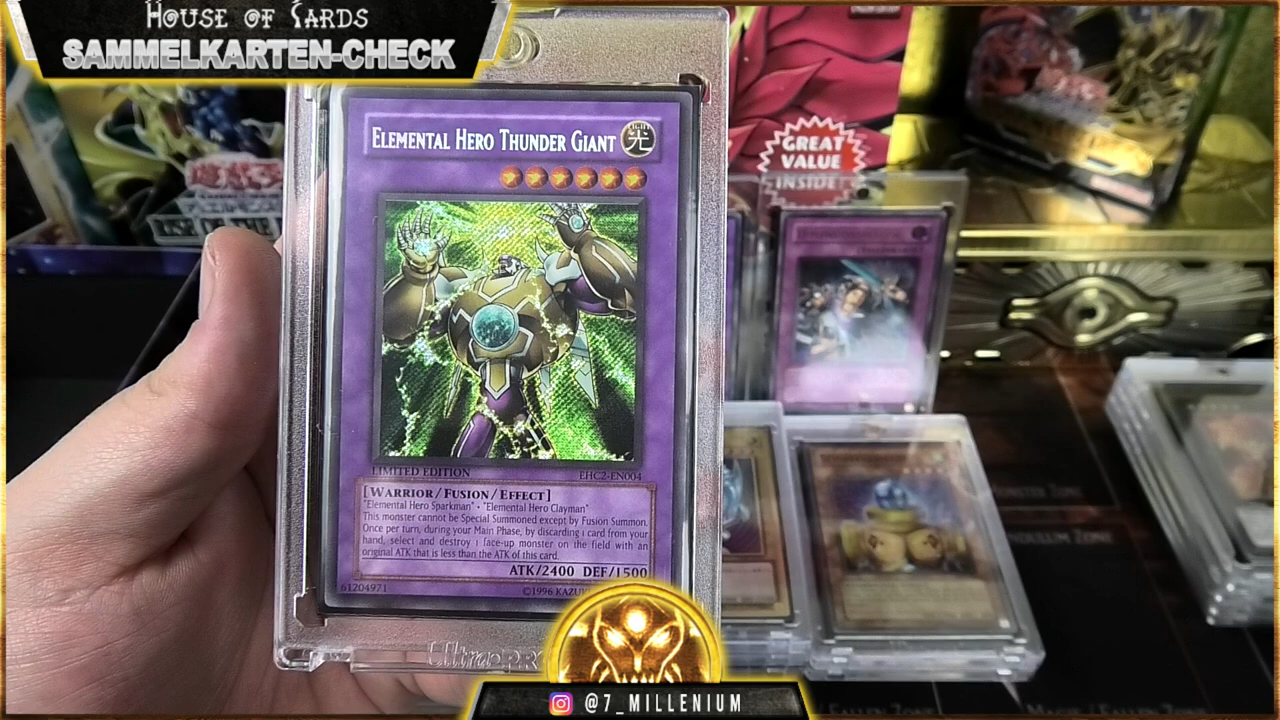 HOUSE OF CARDS
SAMMELKARTEN-CHECK
ELEMENTAL HERO THUNDER GIANT
LIGHT
光
LIMITED EDITION
EHC2-EN004
[WARRIOR/FUSION/EFFECT]
"Elemental Hero Sparkman" + "Elemental Hero Clayman"
This monster cannot be Special Summoned except by Fusion Summon.
Once per turn, during your Main Phase, by discarding 1 card from your
hand, select and destroy 1 face-up monster on the field with an
original ATK that is less than the ATK of this card.
ATK/2400 DEF/1500
61204971
©1996
GREAT
VALUE
INSIDE!
ZONE
@7_MILLENIUM